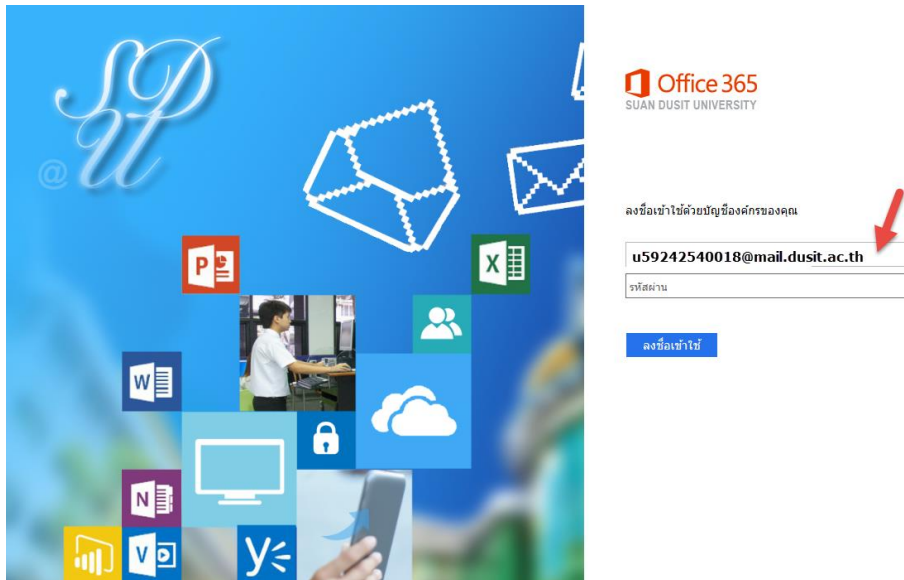 SDU
@
Office 365
SUAN DUSIT UNIVERSITY
ลงชื่อเข้าใช้ด้วยบัญชีองค์กรของคุณ
u59242540018@mail.dusit.ac.th
รหัสผ่าน
ลงชื่อเข้าใช้
P
X
W
N
V
y